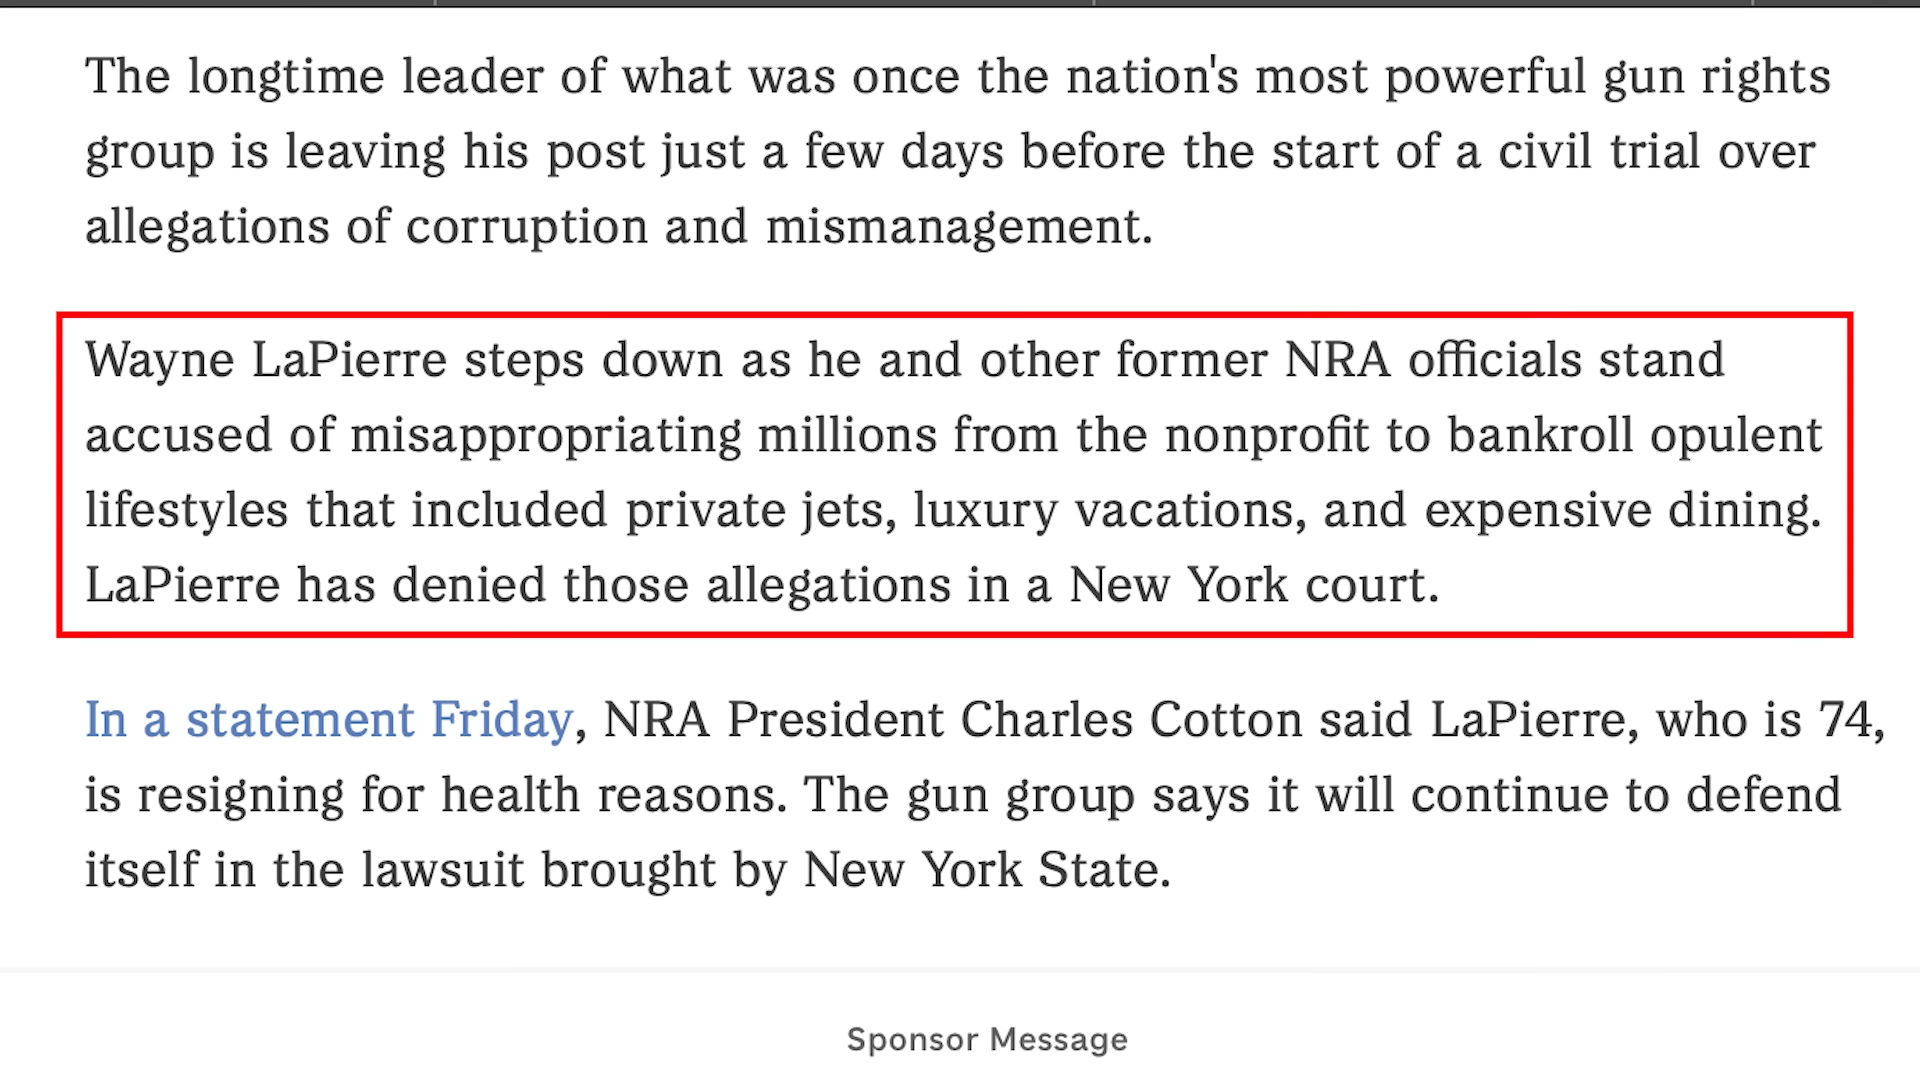 The longtime leader of what was once the nation's most powerful gun rights
group is leaving his post just a few days before the start of a civil trial over
allegations of corruption and mismanagement.
Wayne LaPierre steps down as he and other former NRA officials stand
accused of misappropriating millions from the nonprofit to bankroll opulent
lifestyles that included private jets, luxury vacations, and expensive dining.
LaPierre has denied those allegations in a New York court.
In a statement Friday, NRA President Charles Cotton said LaPierre, who is 74,
is resigning for health reasons. The gun group says it will continue to defend
itself in the lawsuit brought by New York State.
Sponsor Message